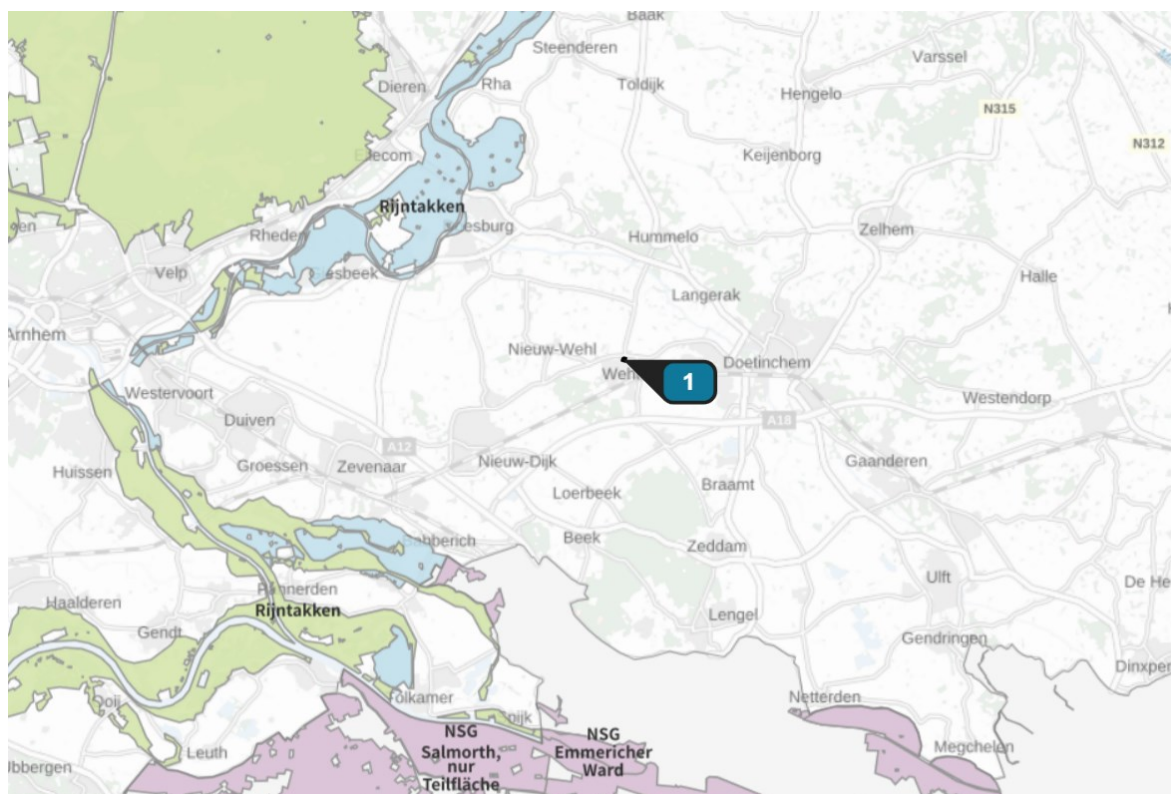 Baak
Steenderen
Varssel
Dieren
Rha
Toldijk
Hengelo
N315
N312
Keijenborg
Rijntakken
Rheden
Hummelo
Zelhem
Velp
Halle
Langerak
Arnhem
Nieuw-Wehl
Doetinchem
1
Westervoort
Westendorp
Duiven
A12
A18
Huissen
Groessen
Zevenaar
Nieuw-Dijk
Gaanderen
Loerbeek
Braamt
Beek
Zeddam
Ulft
Haalderen
Rijntakken
Lengel
Gendt
Gendringen
Netterden
NSG
Salmorth,
nur
Teilfläche
NSG
Emmericher
Ward
Leuth
Megchelen